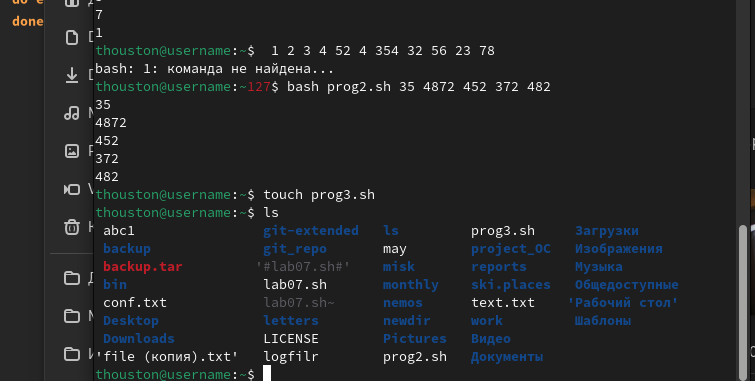 done
7
1
thouston@username:~$  1 2 3 4 52 4 354 32 56 23 78
bash: 1: команда не найдена...
thouston@username:~127$ bash prog2.sh 35 4872 452 372 482
35
4872
452
372
482
thouston@username:~$ touch prog3.sh
thouston@username:~$ ls
abc1 git-extended ls prog3.sh Загрузки
backup git_repo may project_OC Изображения
backup.tar '#lab07.sh#' misk reports Музыка
bin lab07.sh monthly ski.places Общедоступные
conf.txt lab07.sh~ nemos text.txt 'Рабочий стол'
Desktop letters newdir work Шаблоны
Downloads LICENSE Pictures Видео
'file (копия).txt' logfilr prog2.sh Документы
thouston@username:~$